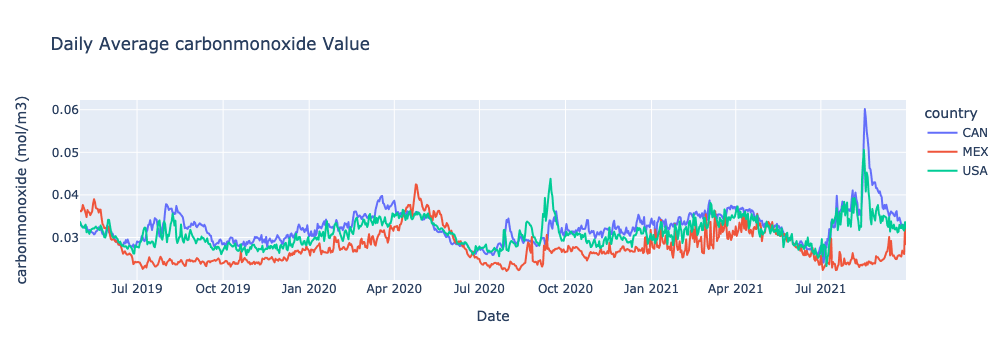 Daily Average carbonmonoxide Value
carbonmonoxide (mol/m3)
0.06
0.05
0.04
0.03
Jul 2019 Oct 2019 Jan 2020 Apr 2020 Jul 2020 Oct 2020 Jan 2021 Apr 2021 Jul 2021
Date
country
CAN
MEX
USA